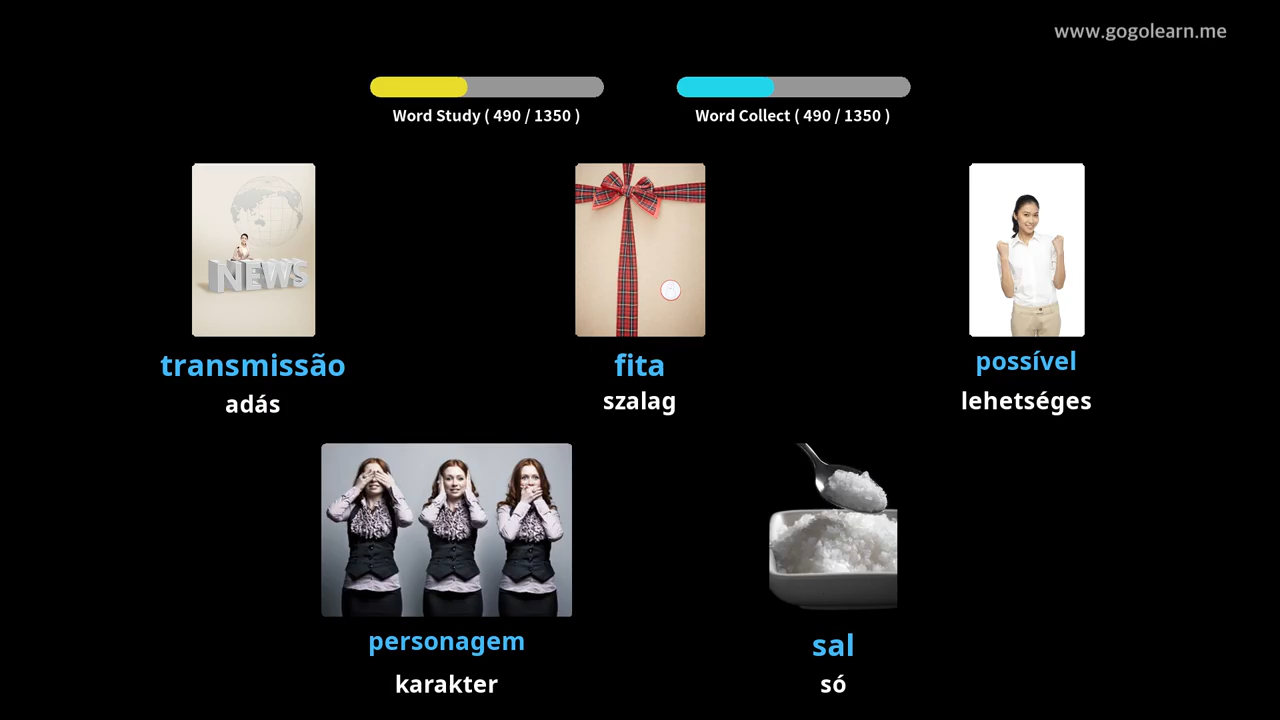 www.gogolearn.me
Word Study ( 490 / 1350 )
Word Collect ( 490 / 1350 )
NEWS
transmissão
adás
fita
szalag
possível
lehetséges
personagem
karakter
sal
só